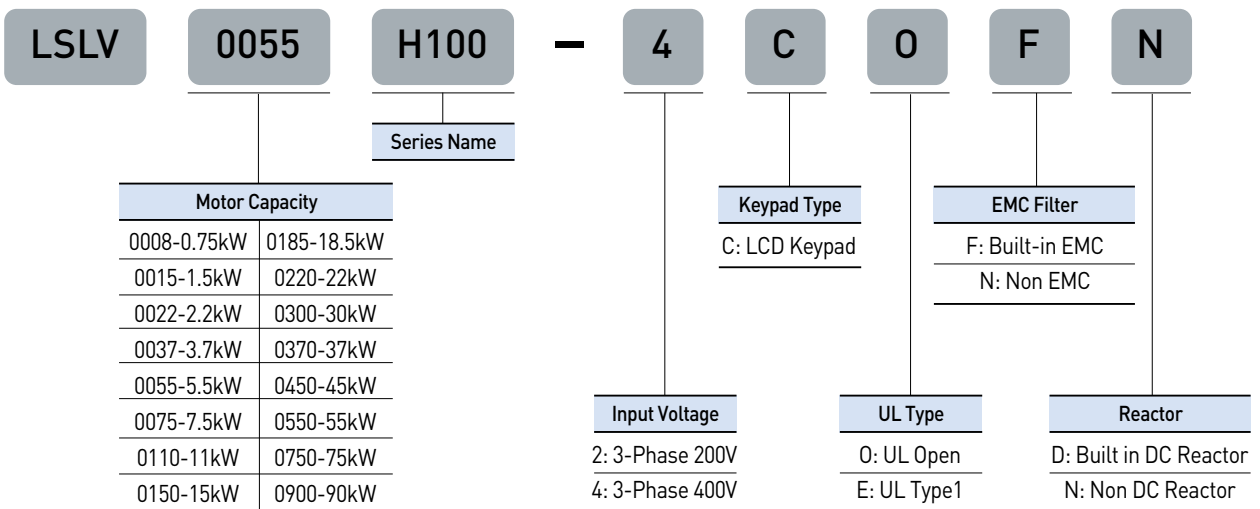 LSLV 0055 H100 - 4 C O F N
Series Name
Motor Capacity
0008-0.75kW 0185-18.5kW
0015-1.5kW 0220-22kW
0022-2.2kW 0300-30kW
0037-3.7kW 0370-37kW
0055-5.5kW 0450-45kW
0075-7.5kW 0550-55kW
0110-11kW 0750-75kW
0150-15kW 0900-90kW
Input Voltage
2: 3-Phase 200V
4: 3-Phase 400V
Keypad Type
C: LCD Keypad
UL Type
O: UL Open
E: UL Type1
EMC Filter
F: Built-in EMC
N: Non EMC
Reactor
D: Built in DC Reactor
N: Non DC Reactor